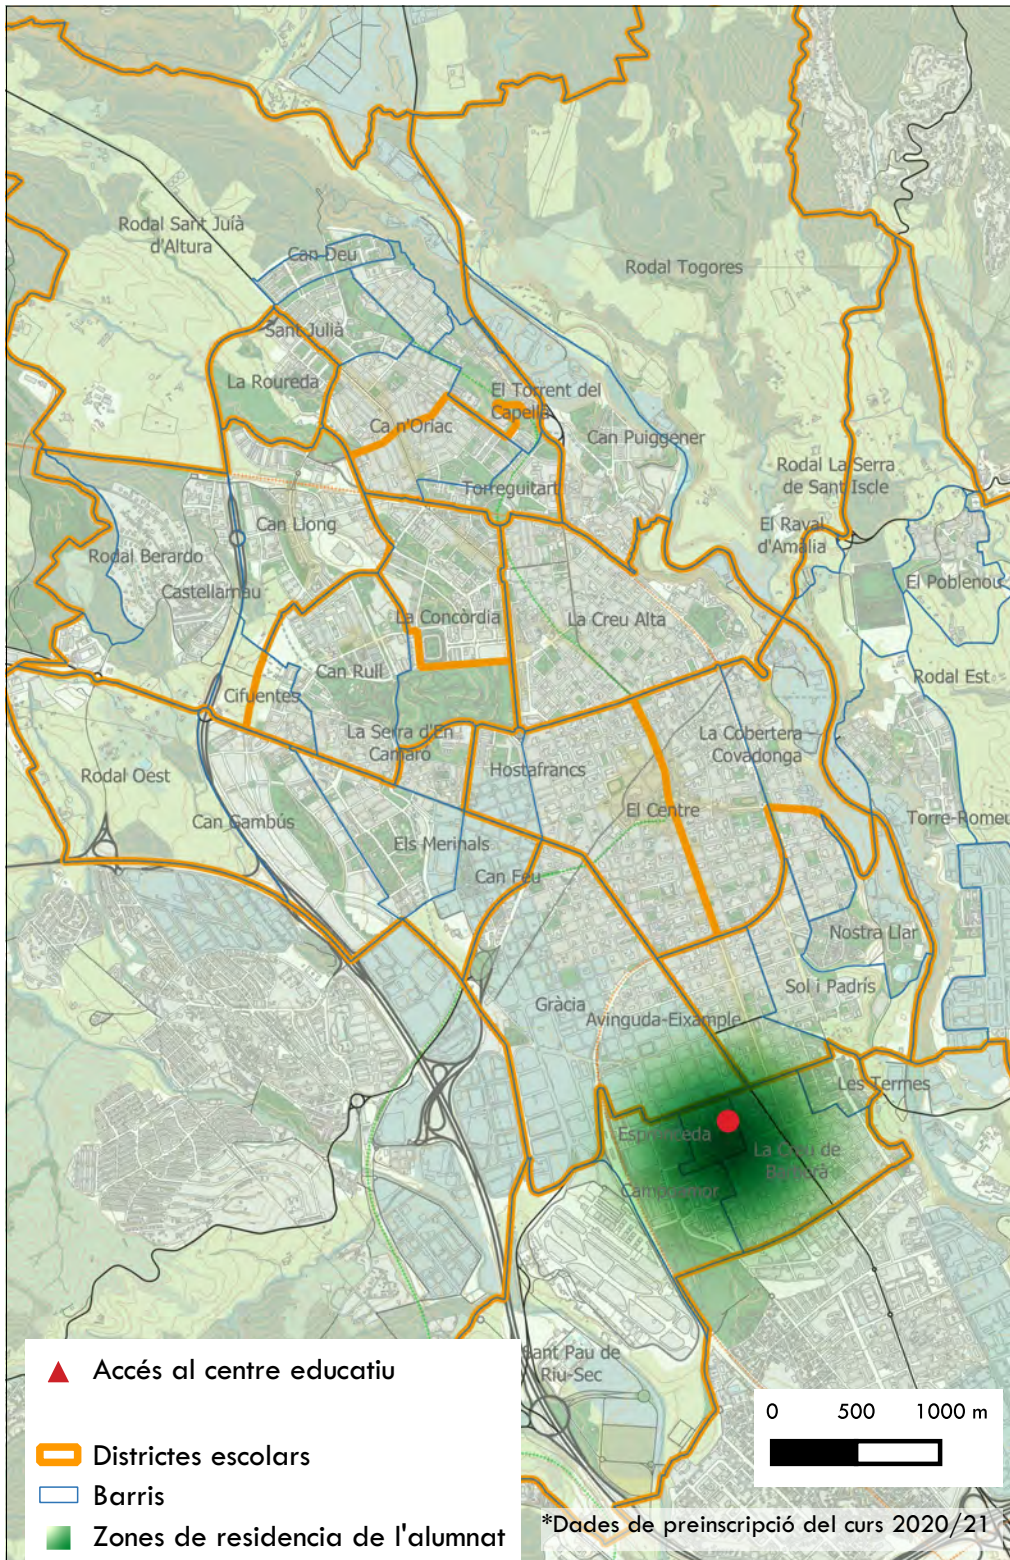 Rodal Sant Juíà
d'Altura
Can Deu
Rodal Togores
Sant Julià
La Roureda
El Torrent del
Capellà
Ca n'Oriac
Can Puiggener
Rodal La Serra
de Sant Iscle
Torreguitart
Can Llong
El Raval
d'Amàlia
Rodal Berardo
El Poblenou
Castellarnau
La Concòrdia
La Creu Alta
Can Rull
Rodal Est
Cifuentes
La Serra d'En
Camaró
La Cobertera
Covadonga
Hostafrancs
Rodal Oest
El Centre
Can Gambús
Torre-Romeu
Els Merinals
Can Feu
Nostra Llar
Sol i Padrís
Gràcia
Avinguda-Eixample
Les Termes
Espronceda
La Creu de
Barberà
Campoamor
Sant Pau de
Riu-Sec
Accés al centre educatiu
Districtes escolars
Barris
Zones de residencia de l'alumnat
0 500 1000 m
*Dades de preinscripció del curs 2020/21